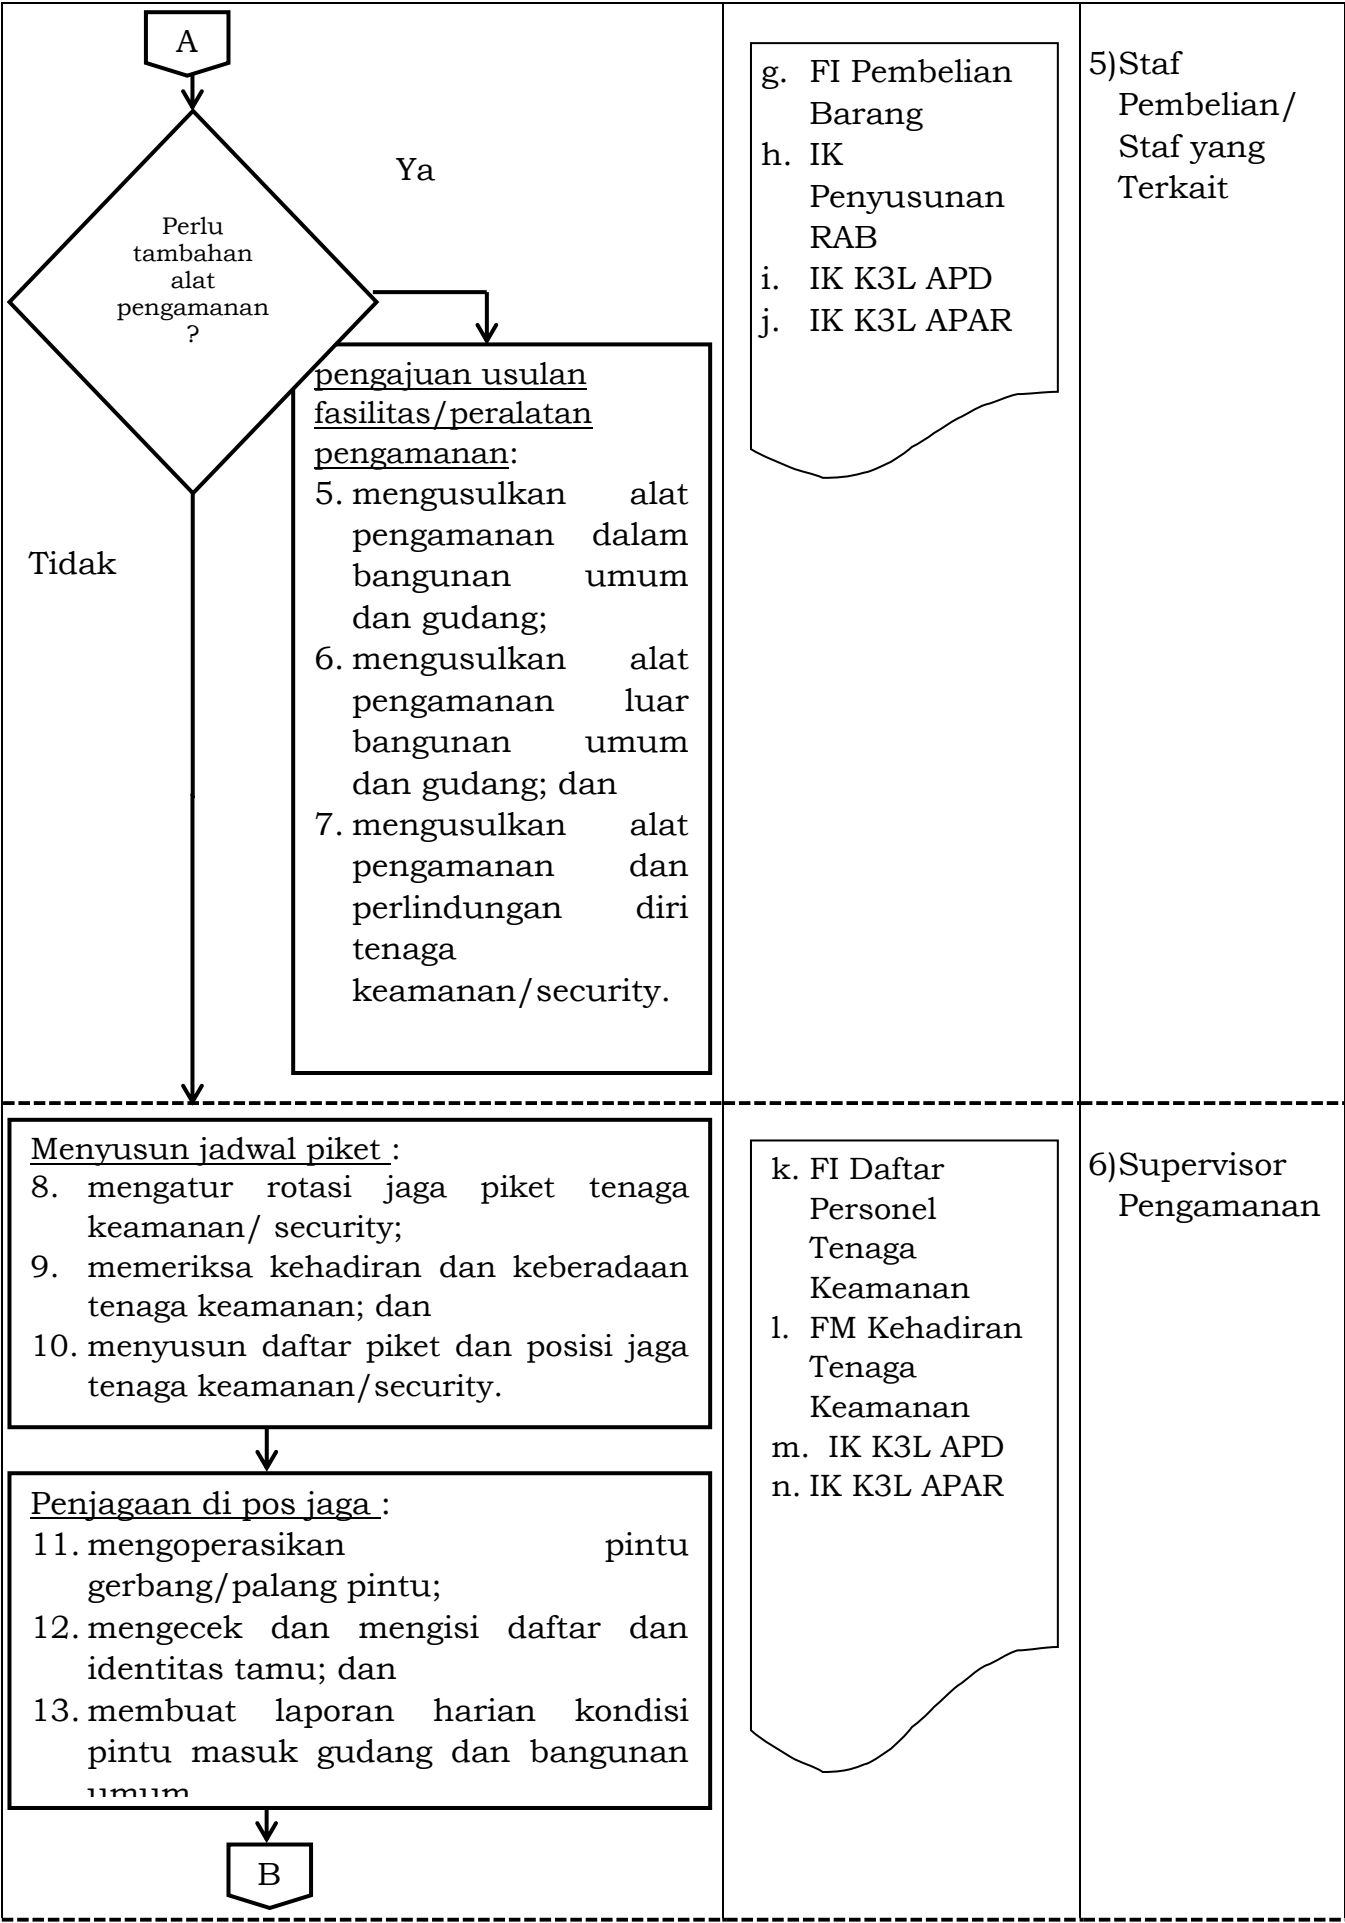 A
Ya
Perlu
tambahan
alat
pengamanan
?
Tidak
pengajuan usulan
fasilitas/peralatan
pengamanan:
5. mengusulkan alat
pengamanan dalam
bangunan umum
dan gudang;
6. mengusulkan alat
pengamanan luar
bangunan umum
dan gudang; dan
7. mengusulkan alat
pengamanan dan
perlindungan diri
tenaga
keamanan/security.
g. FI Pembelian
Barang
h. IK
Penyusunan
RAB
i. IK K3L APD
j. IK K3L APAR
5)Staf
Pembelian/
Staf yang
Terkait
Menyusun jadwal piket :
8. mengatur rotasi jaga piket tenaga
keamanan/ security;
9. memeriksa kehadiran dan keberadaan
tenaga keamanan; dan
10. menyusun daftar piket dan posisi jaga
tenaga keamanan/security.
Penjagaan di pos jaga :
11. mengoperasikan pintu
gerbang/palang pintu;
12. mengecek dan mengisi daftar dan
identitas tamu; dan
13. membuat laporan harian kondisi
pintu masuk gudang dan bangunan
umum
B
k. FI Daftar
Personel
Tenaga
Keamanan
l. FM Kehadiran
Tenaga
Keamanan
m. IK K3L APD
n. IK K3L APAR
6)Supervisor
Pengamanan